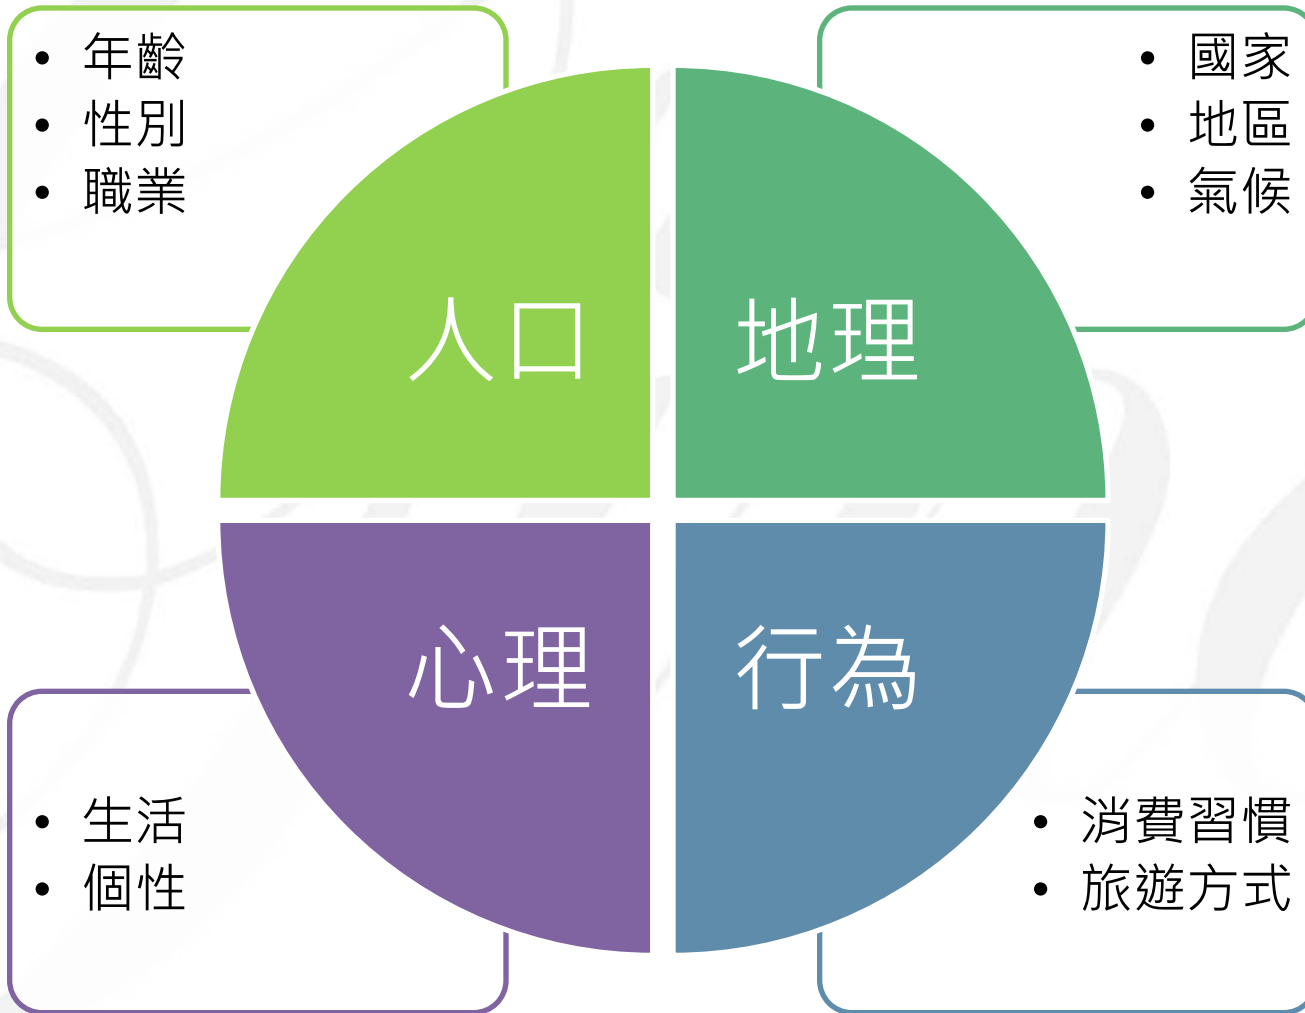 年齡
性別
職業
國家
地區
氣候
人口
地理
心理
行為
生活
個性
消費習慣
旅遊方式